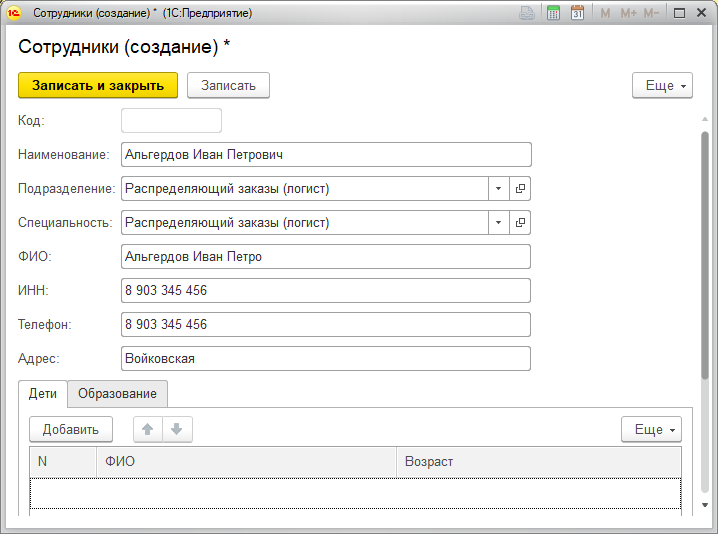 1С Сотрудники (создание) * (1С:Предприятие) 31 M M+ M-
Сотрудники (создание) *
Записать и закрыть Записать Еще
Код:
Наименование: Альгердов Иван Петрович
Подразделение: Распределяющий заказы (логист)
Специальность: Распределяющий заказы (логист)
ФИО: Альгердов Иван Петро
ИНН: 8 903 345 456
Телефон: 8 903 345 456
Адрес: Войковская
Дети Образование
Добавить Еще
N ФИО Возраст